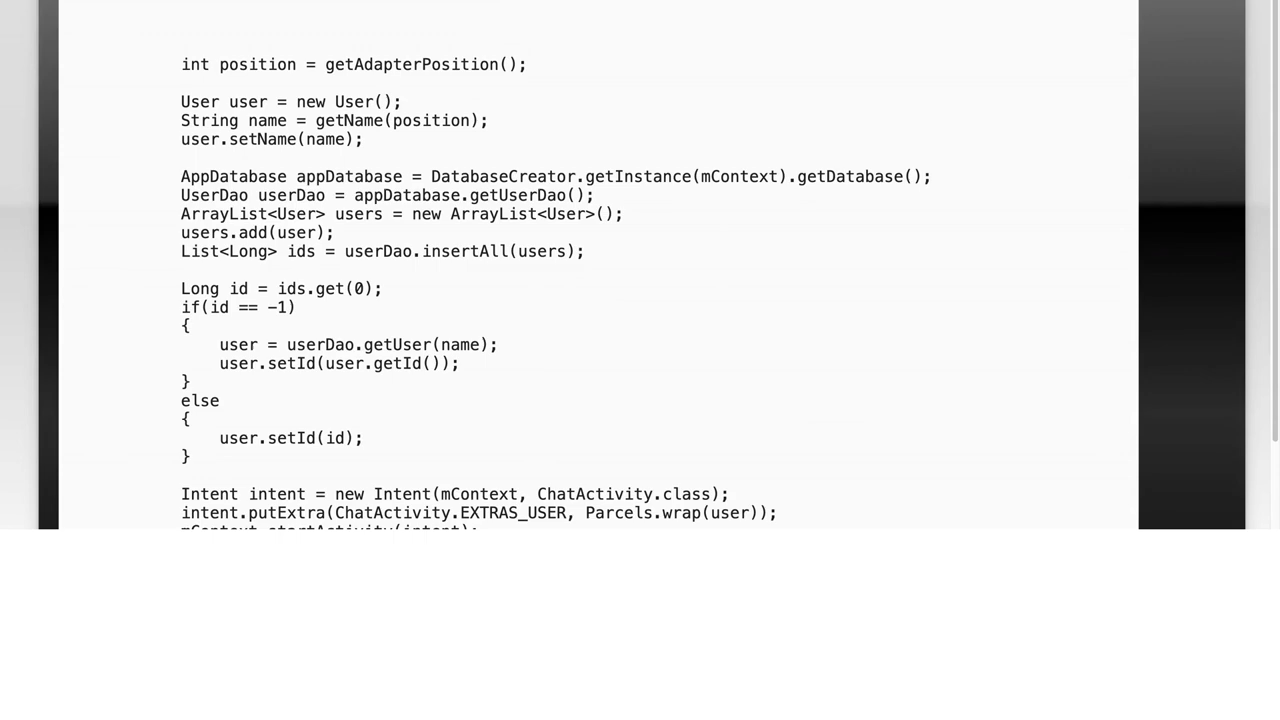 int position = getAdapterPosition();
User user = new User();
String name = getName(position);
user.setName(name);
AppDatabase appDatabase = DatabaseCreator.getInstance(mContext).getDatabase();
UserDao userDao = appDatabase.getUserDao();
ArrayList<User> users = new ArrayList<User>();
users.add(user);
List<Long> ids = userDao.insertAll(users);
Long id = ids.get(0);
if(id == -1)
{
    user = userDao.getUser(name);
    user.setId(user.getId());
}
else
{
    user.setId(id);
}
Intent intent = new Intent(mContext, ChatActivity.class);
intent.putExtra(ChatActivity.EXTRAS_USER, Parcels.wrap(user));
mContext.startActivity(intent);